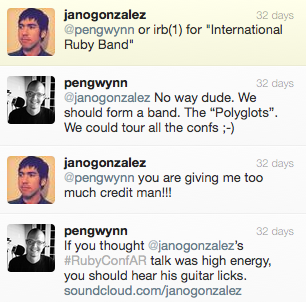 janogonzalez 32 days
@pengwynn or irb(1) for "International
Ruby Band"
pengwynn 32 days
@janogonzalez No way dude. We
should form a band. The “Polyglots”.
We could tour all the confs ;-)
janogonzalez 32 days
@pengwynn you are giving me too
much credit man!!!
pengwynn 32 days
If you thought @janogonzalez's
#RubyConfAR talk was high energy,
you should hear his guitar licks.
soundcloud.com/janogonzalez